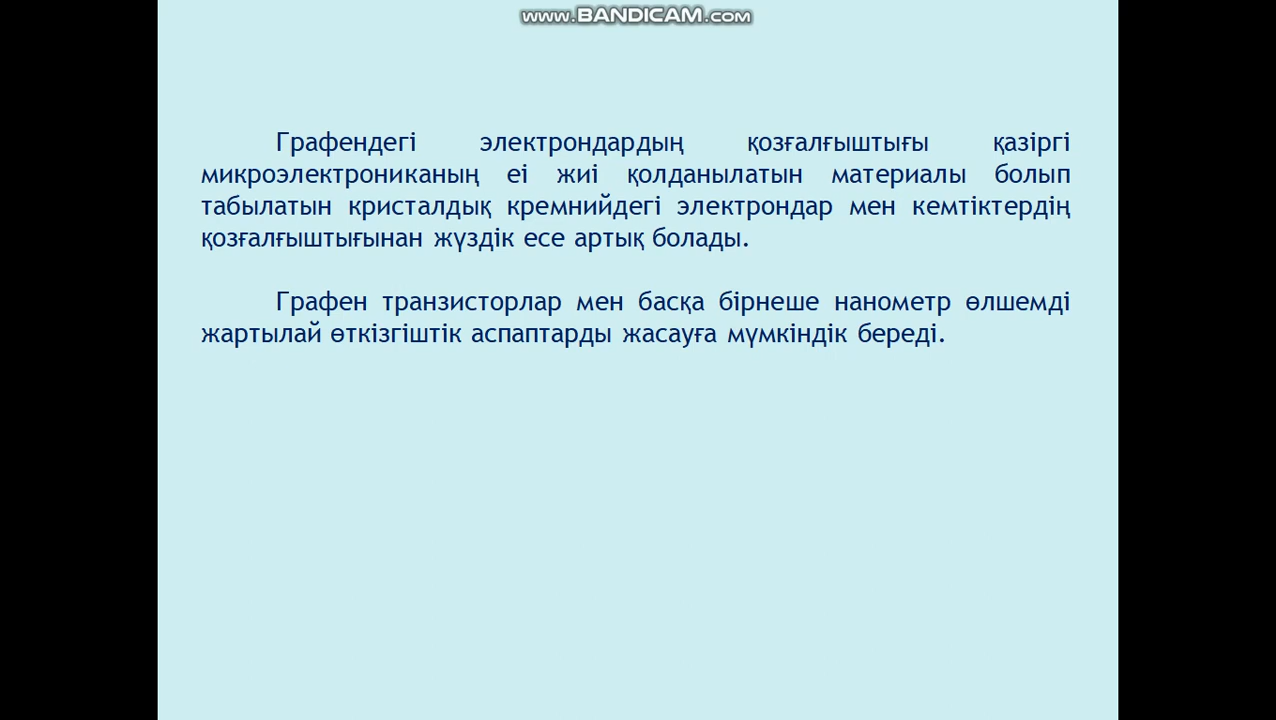 www.BANDICAM.com
Графендегі электрондардың қозғалғыштығы қазіргі
микроэлектрониканың еі жиі қолданылатын материалы болып
табылатын кристалдық кремнийдегі электрондар мен кемтіктердің
қозғалғыштығынан жүздік есе артық болады.
Графен транзисторлар мен басқа бірнеше нанометр өлшемді
жартылай өткізгіштік аспаптарды жасауға мүмкіндік береді.